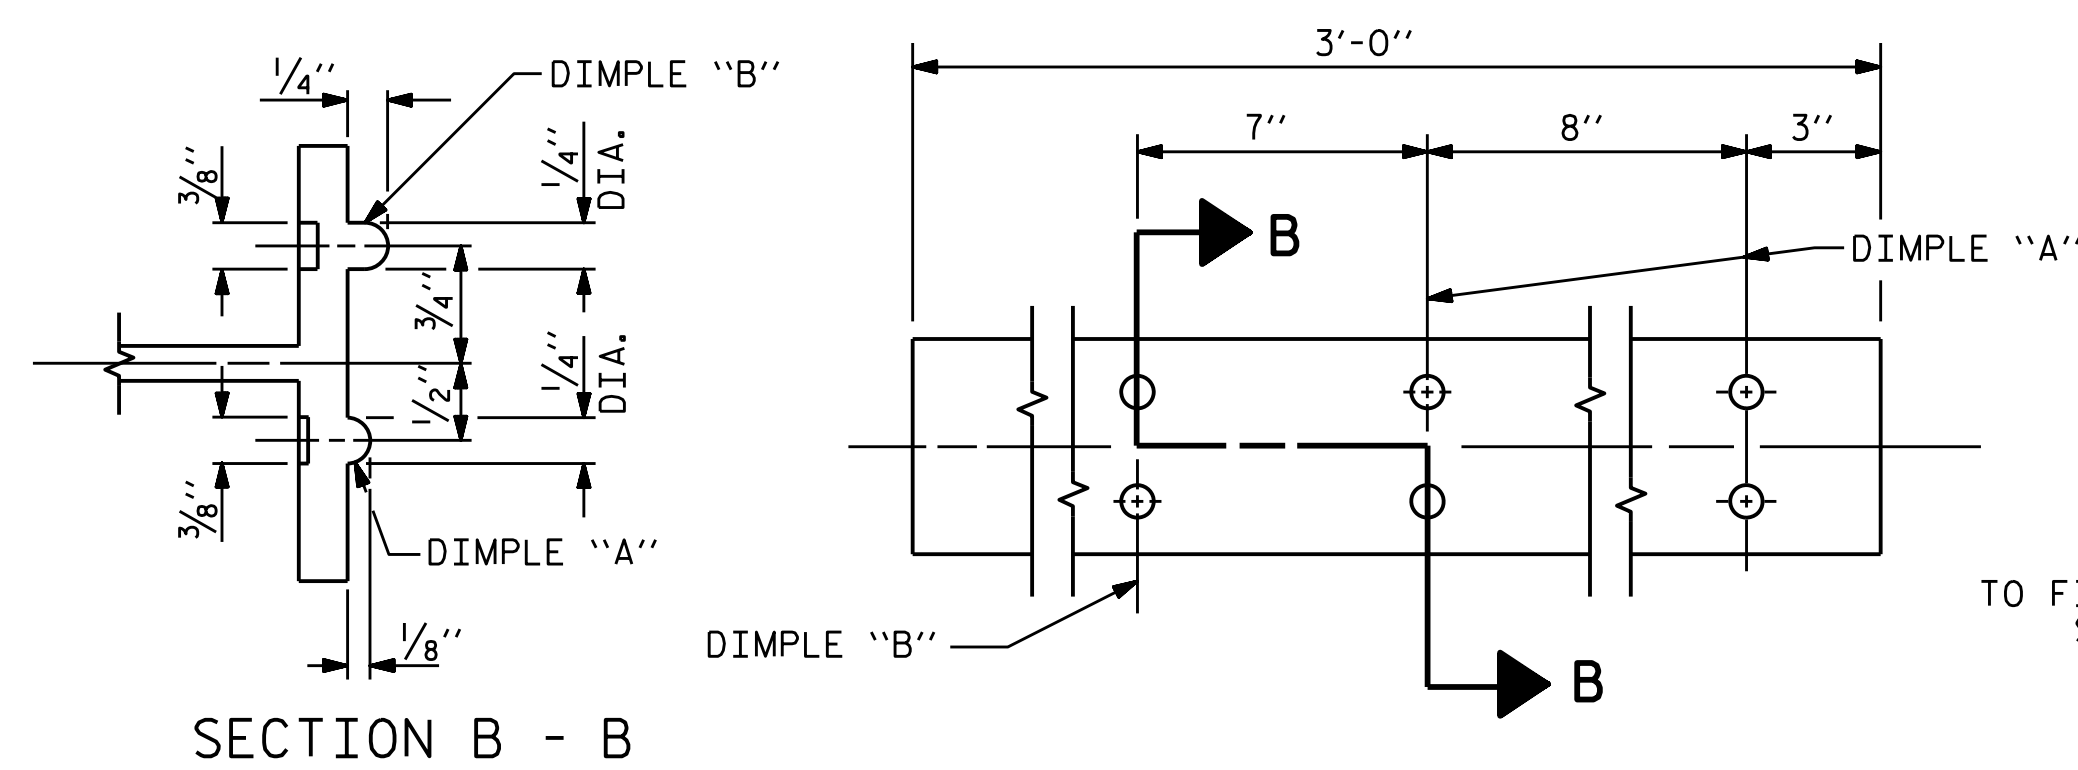 1/4"
DIMPLE "B"
3/8"
1/4" DIA.
3/4"
1/2"
1/4" DIA.
3/8"
DIMPLE "A"
1/8"
SECTION B - B
3'-0"
7"
8"
3"
B
DIMPLE "A"
DIMPLE "B"
B
TO